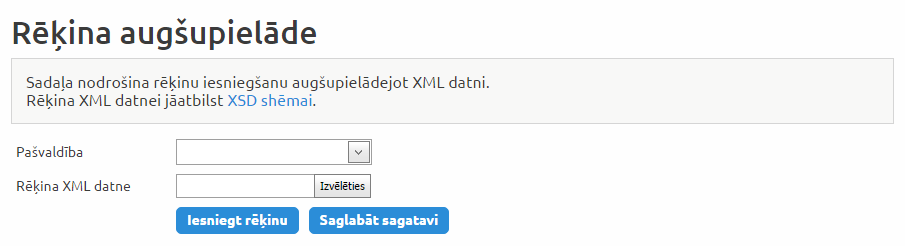 Rēķina augšupielāde
Sadaļa nodrošina rēķinu iesniegšanu augšupielādejot XML datni.
Rēķina XML datnei jāatbilst XSD shēmai.
Pašvaldība
Rēķina XML datne Izvēlēties
Iesniegt rēķinu Saglabāt sagatavi